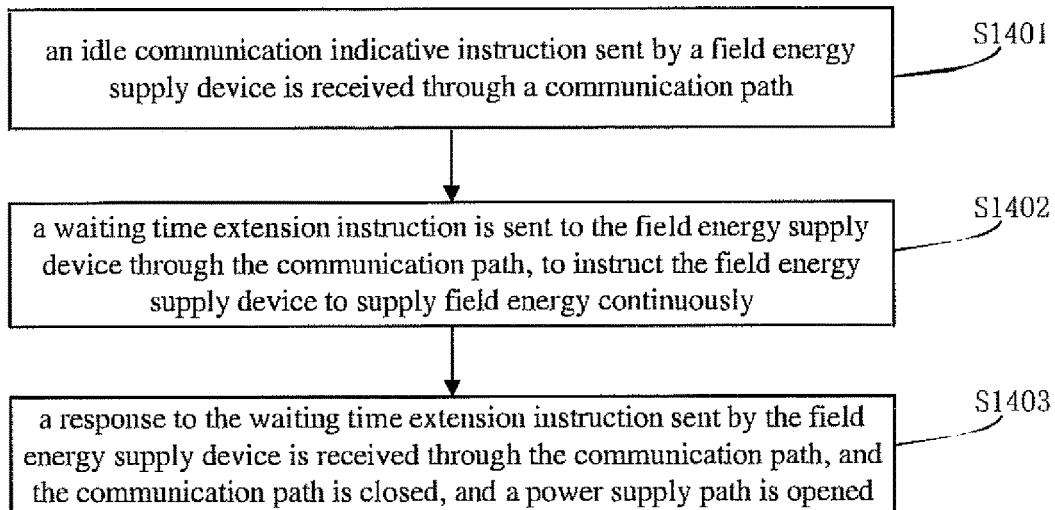 an idle communication indicative instruction sent by a field energy
supply device is received through a communication path
S1401
a waiting time extension instruction is sent to the field energy supply
device through the communication path, to instruct the field energy
supply device to supply field energy continuously
S1402
a response to the waiting time extension instruction sent by the field
energy supply device is received through the communication path, and
the communication path is closed, and a power supply path is opened
S1403